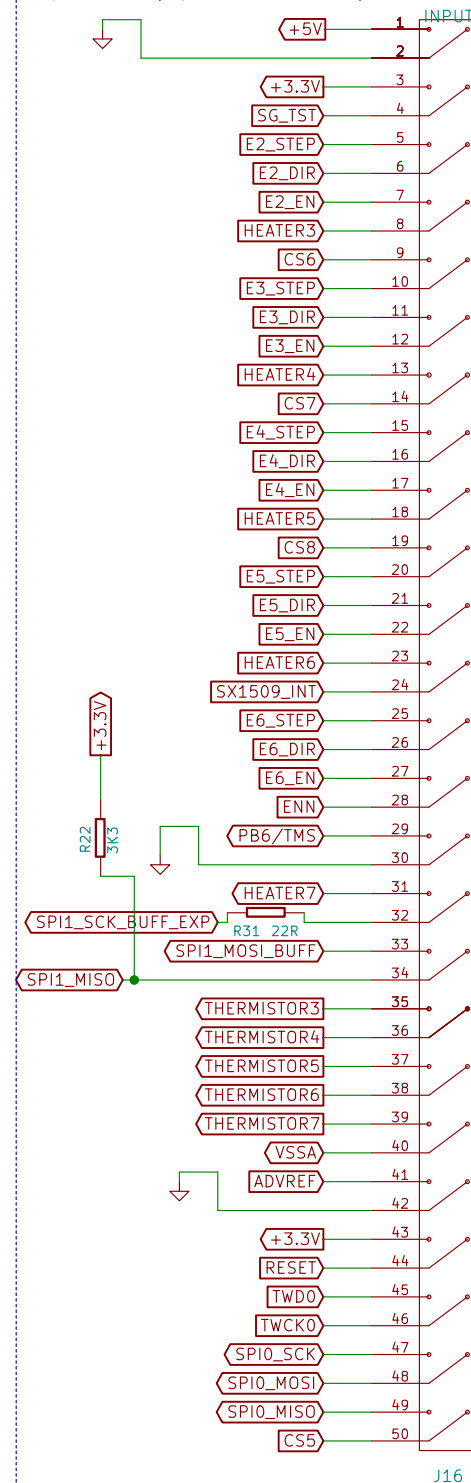 INPUT
+5V 1
2
+3.3V 3
SG_TST 4
E2_STEP 5
E2_DIR 6
E2_EN 7
HEATER3 8
CS6 9
E3_STEP 10
E3_DIR 11
E3_EN 12
HEATER4 13
CS7 14
E4_STEP 15
E4_DIR 16
E4_EN 17
HEATER5 18
CS8 19
E5_STEP 20
E5_DIR 21
E5_EN 22
HEATER6 23
SX1509_INT 24
E6_STEP 25
+3.3V
E6_DIR 26
E6_EN 27
ENN 28
R22 3K3
PB6/TMS 29
30
HEATER7 31
SPI1_SCK_BUFF_EXP 32
R31 22R
SPI1_MOSI_BUFF 33
SPI1_MISO 34
THERMISTOR3 35
THERMISTOR4 36
THERMISTOR5 37
THERMISTOR6 38
THERMISTOR7 39
VSSA 40
ADVREF 41
42
+3.3V 43
RESET 44
TWD0 45
TWCK0 46
SPI0_SCK 47
SPI0_MOSI 48
SPI0_MISO 49
CS5 50
J16